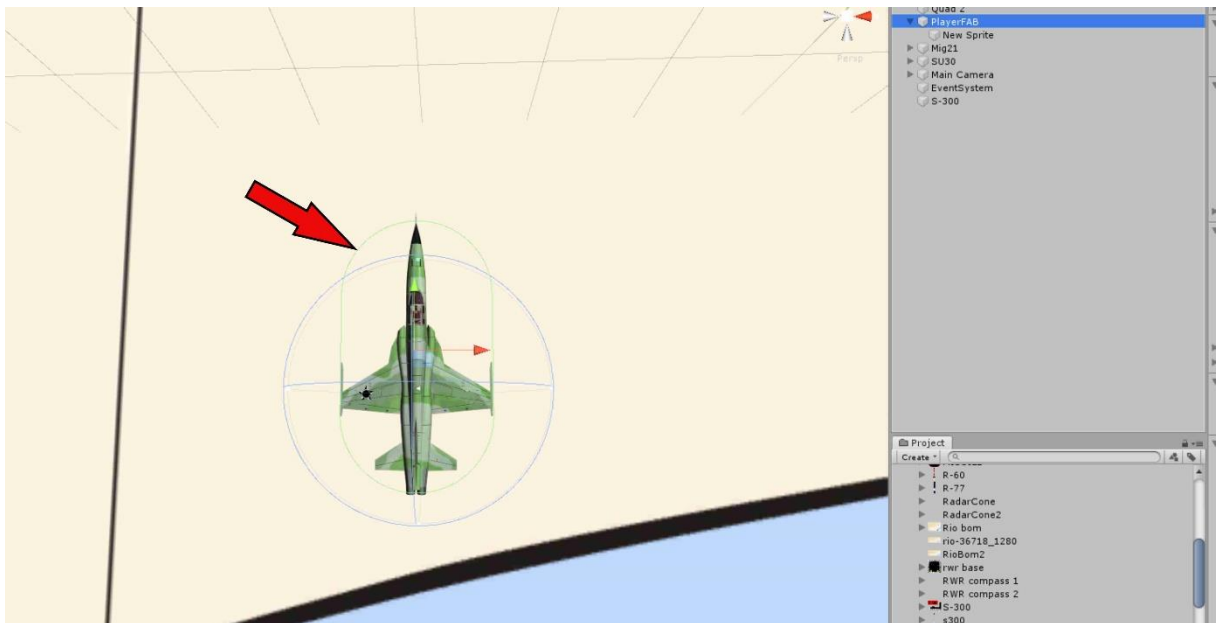 Quad 2
PlayerFAB
New Sprite
Mig21
SU30
Main Camera
EventSystem
S-300
Persp
Project
Create
R-60
R-77
RadarCone
RadarCone2
Rio bom
rio-36718_1280
RioBom2
rwr base
RWR compass 1
RWR compass 2
S-300
s300